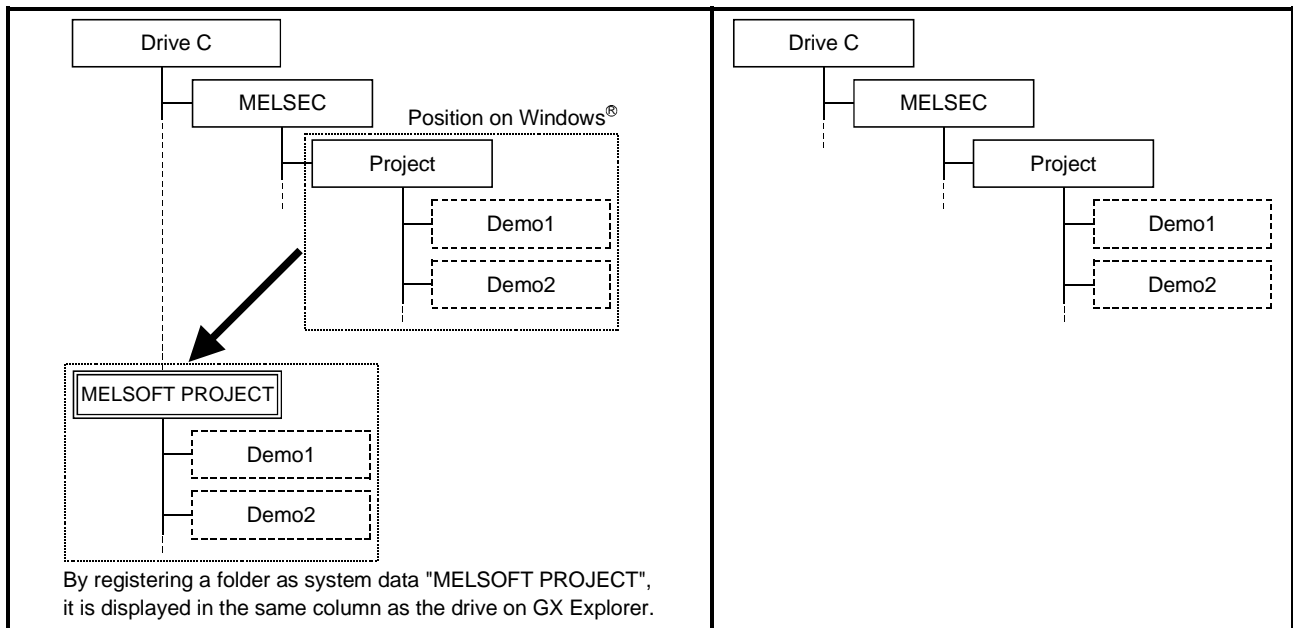 Drive C
MELSEC
Position on Windows®
Project
Demo1
Demo2
MELSOFT PROJECT
Demo1
Demo2
By registering a folder as system data "MELSOFT PROJECT",
it is displayed in the same column as the drive on GX Explorer.
Drive C
MELSEC
Project
Demo1
Demo2